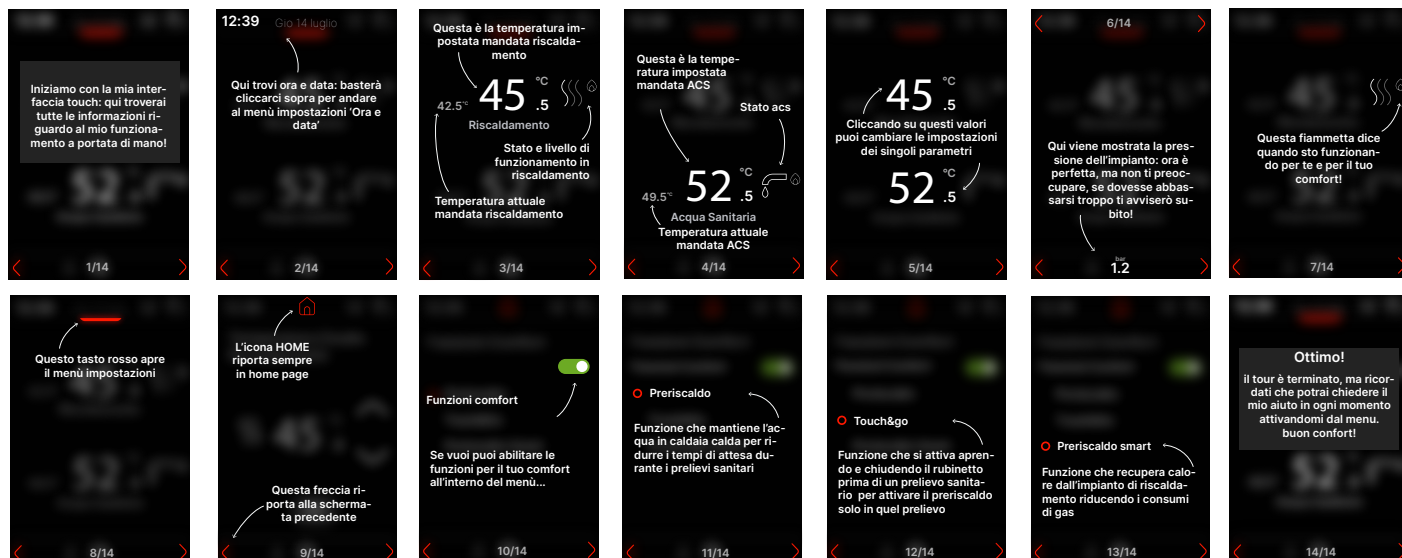 Iniziamo con la mia inter-
faccia touch: qui troverai
tutte le informazioni ri-
guardo al mio funziona-
mento a portata di mano!
1/14
12:39 Gio 14 luglio
Qui trovi ora e data: basterà
cliccarci sopra per andare
al menù impostazioni ‘Ora e
data’
2/14
Questa è la temperatura im-
postata mandata riscalda-
mento
42.5°C 45 °C .5
Riscaldamento
Stato e livello di
funzionamento in
riscaldamento
Temperatura attuale
mandata riscaldamento
3/14
Questa è la tempe-
ratura impostata
mandata ACS
Stato acs
49.5°C 52 °C .5
Acqua Sanitaria
Temperatura attuale
mandata ACS
4/14
45 °C .5
Cliccando su questi valori
puoi cambiare le impostazioni
dei singoli parametri
52 °C .5
5/14
6/14
Qui viene mostrata la pres-
sione dell’impianto: ora è
perfetta, ma non ti preoc-
cupare, se dovesse abbas-
sarsi troppo ti avviserò su-
bito!
bar
1.2
Questa fiammetta dice
quando sto funzionan-
do per te e per il tuo
comfort!
7/14
Questo tasto rosso apre
il menù impostazioni
8/14
L’icona HOME
riporta sempre
in home page
Questa freccia ri-
porta alla scherma-
ta precedente
9/14
Funzioni comfort
Se vuoi puoi abilitare le
funzioni per il tuo comfort
all’interno del menù...
10/14
Preriscaldo
Funzione che mantiene l’ac-
qua in caldaia calda per ri-
durre i tempi di attesa du-
rante i prelievi sanitari
11/14
Touch&go
Funzione che si attiva apren-
do e chiudendo il rubinetto
prima di un prelievo sanita-
rio per attivare il preriscaldo
solo in quel prelievo
12/14
Preriscaldo smart
Funzione che recupera calo-
re dall’impianto di riscalda-
mento riducendo i consumi
di gas
13/14
Ottimo!
il tour è terminato, ma ricor-
dati che potrai chiedere il
mio aiuto in ogni momento
attivandomi dal menu.
buon confort!
14/14